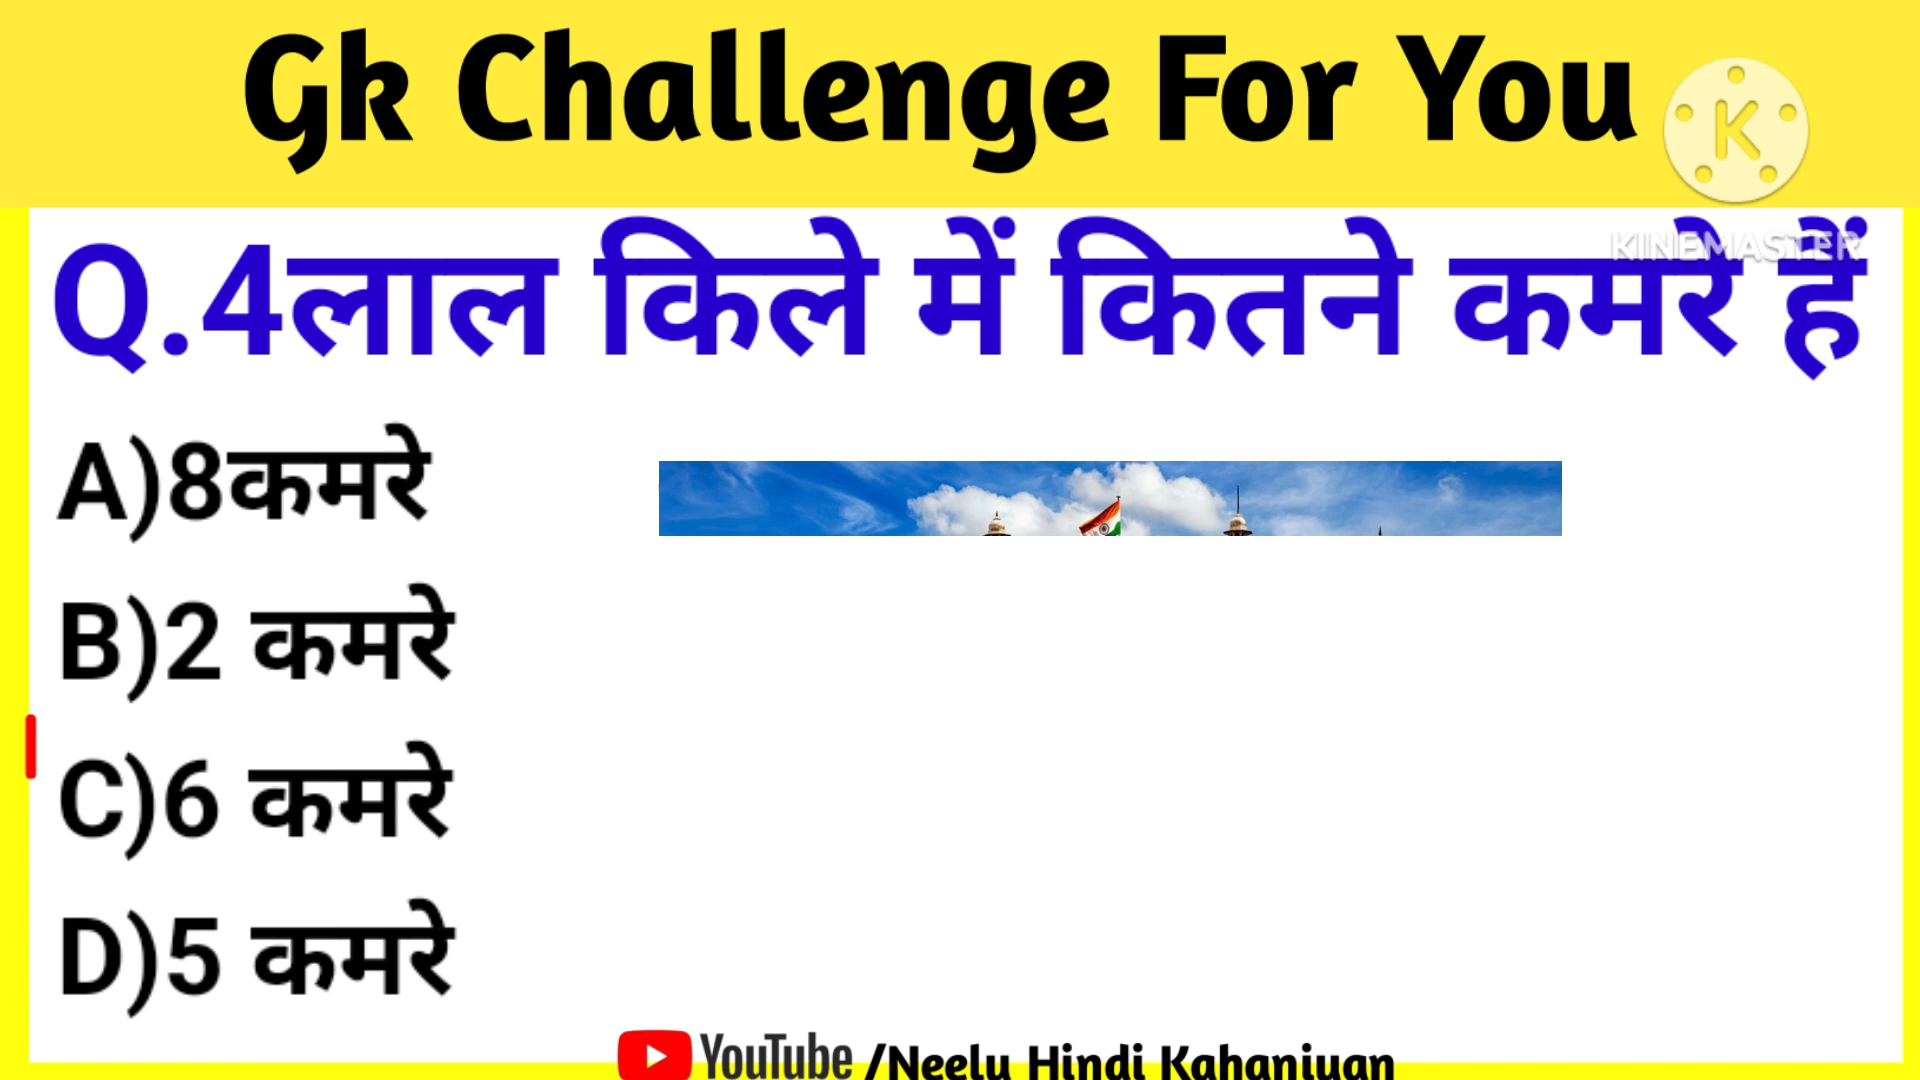 Gk Challenge For You
K
KINEMASTER
Q.4लाल किले में कितने कमरे हैं
A)8कमरे
B)2 कमरे
C)6 कमरे
D)5 कमरे
YouTube /Neelu Hindi Kahaniyan